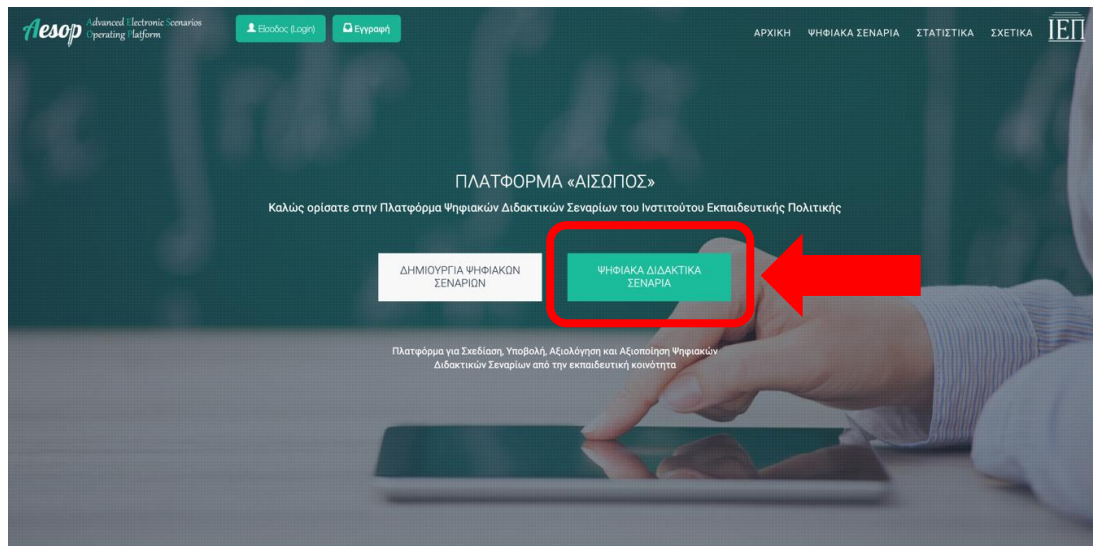 Aesop Advanced Electronic Scenarios
Operating Platform
Είσοδος (Login)
Εγγραφή
ΑΡΧΙΚΗ ΨΗΦΙΑΚΑ ΣΕΝΑΡΙΑ ΣΤΑΤΙΣΤΙΚΑ ΣΧΕΤΙΚΑ
ΙΕΠ
ΠΛΑΤΦΟΡΜΑ «ΑΙΣΩΠΟΣ»
Καλώς ορίσατε στην Πλατφόρμα Ψηφιακών Διδακτικών Σεναρίων του Ινστιτούτου Εκπαιδευτικής Πολιτικής
ΔΗΜΙΟΥΡΓΙΑ ΨΗΦΙΑΚΩΝ
ΣΕΝΑΡΙΩΝ
ΨΗΦΙΑΚΑ ΔΙΔΑΚΤΙΚΑ
ΣΕΝΑΡΙΑ
Πλατφόρμα για Σχεδίαση, Υποβολή, Αξιολόγηση και Αξιοποίηση Ψηφιακών
Διδακτικών Σεναρίων από την εκπαιδευτική κοινότητα